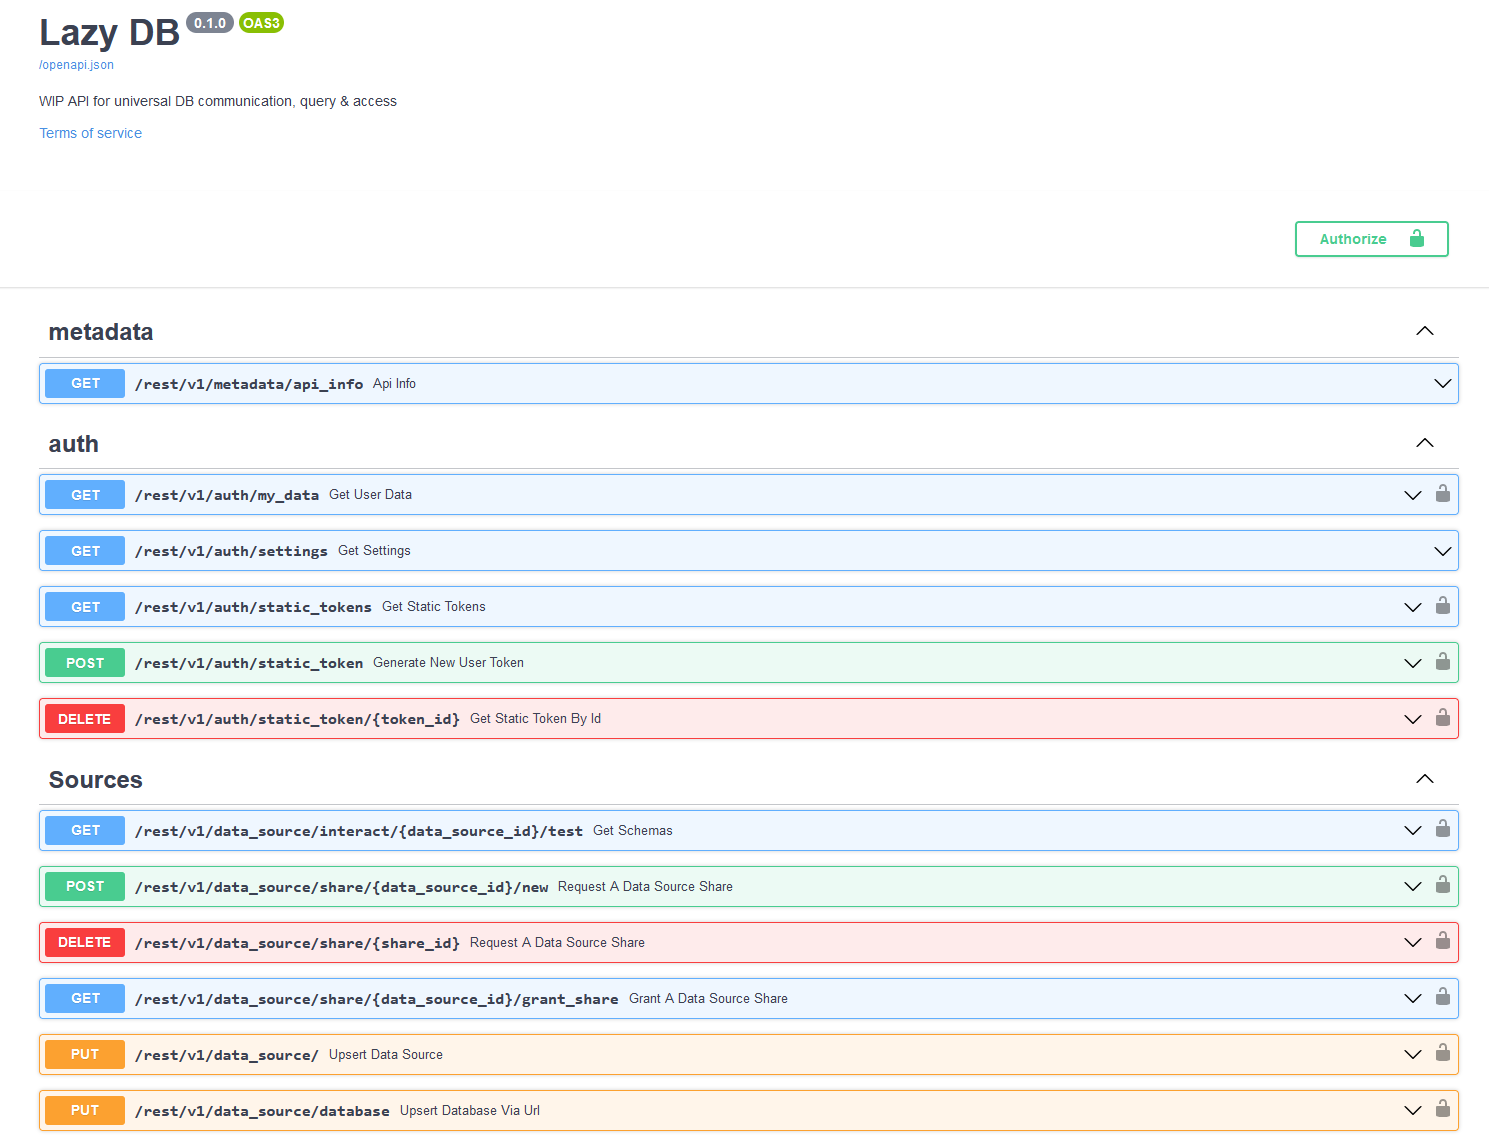 Lazy DB 0.1.0 OAS3
/openapi.json
WIP API for universal DB communication, query & access
Terms of service
Authorize
metadata
GET /rest/v1/metadata/api_info Api Info
auth
GET /rest/v1/auth/my_data Get User Data
GET /rest/v1/auth/settings Get Settings
GET /rest/v1/auth/static_tokens Get Static Tokens
POST /rest/v1/auth/static_token Generate New User Token
DELETE /rest/v1/auth/static_token/{token_id} Get Static Token By Id
Sources
GET /rest/v1/data_source/interact/{data_source_id}/test Get Schemas
POST /rest/v1/data_source/share/{data_source_id}/new Request A Data Source Share
DELETE /rest/v1/data_source/share/{share_id} Request A Data Source Share
GET /rest/v1/data_source/share/{data_source_id}/grant_share Grant A Data Source Share
PUT /rest/v1/data_source/ Upsert Data Source
PUT /rest/v1/data_source/database Upsert Database Via Url